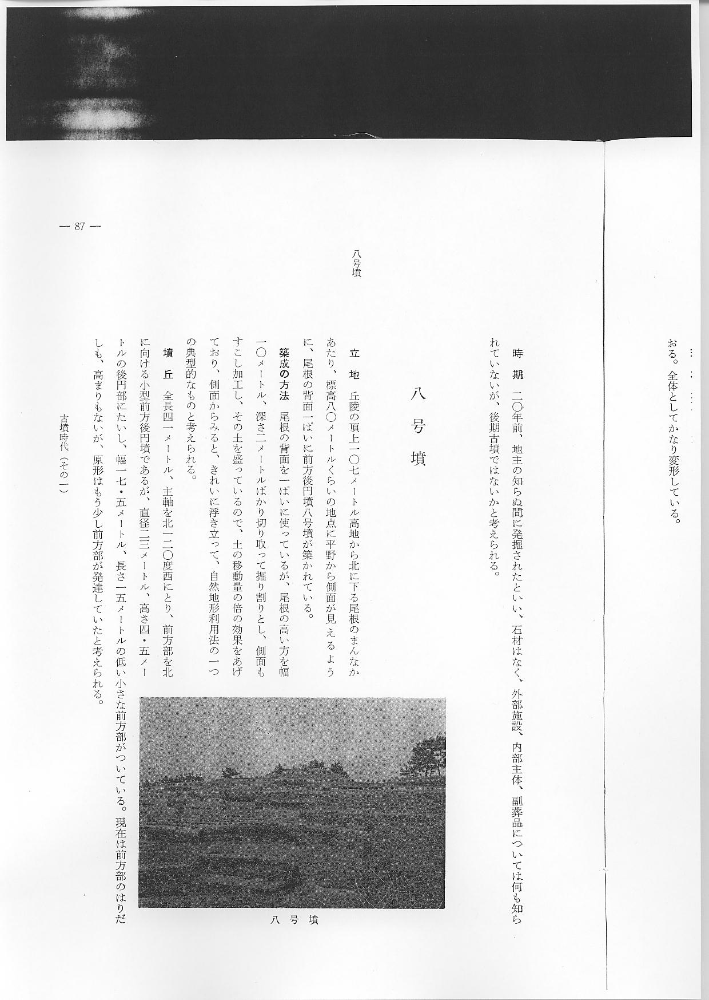 おる。全体としてかなり変形している。
時　期　二〇年前、地主の知らぬ間に発掘されたといい、石材はなく、外部施設、内部主体、副葬品については何も知ら
れていないが、後期古墳ではないかと考えられる。
八号墳
八号墳
立　地　丘陵の頂上一〇七メートル高地から北に下る尾根のまんなか
あたり、標高八〇メートルくらいの地点に平野から側面が見えるよう
に、尾根の背面一ぱいに前方後円墳八号墳が築かれている。
築成の方法　尾根の背面を一ぱいに使っているが、尾根の高い方を幅
一〇メートル、深さ二メートルばかり切り取って掘り割りとし、側面も
すこし加工し、その土を盛っているので、土の移動量の倍の効果をあげ
ており、側面からみると、きれいに浮き立って、自然地形利用法の一つ
の典型的なものと考えられる。
墳　丘　全長四一メートル、主軸を北一二〇度西にとり、前方部を北
に向ける小型前方後円墳であるが、直径二三メートル、高さ四・五メー
トルの後円部にたいし、幅一七・五メートル、長さ一五メートルの低い小さな前方部がついている。現在は前方部のはりだ
しも、高まりもないが、原形はもう少し前方部が発達していたと考えられる。
八号墳
古墳時代（その一）
— 87 —